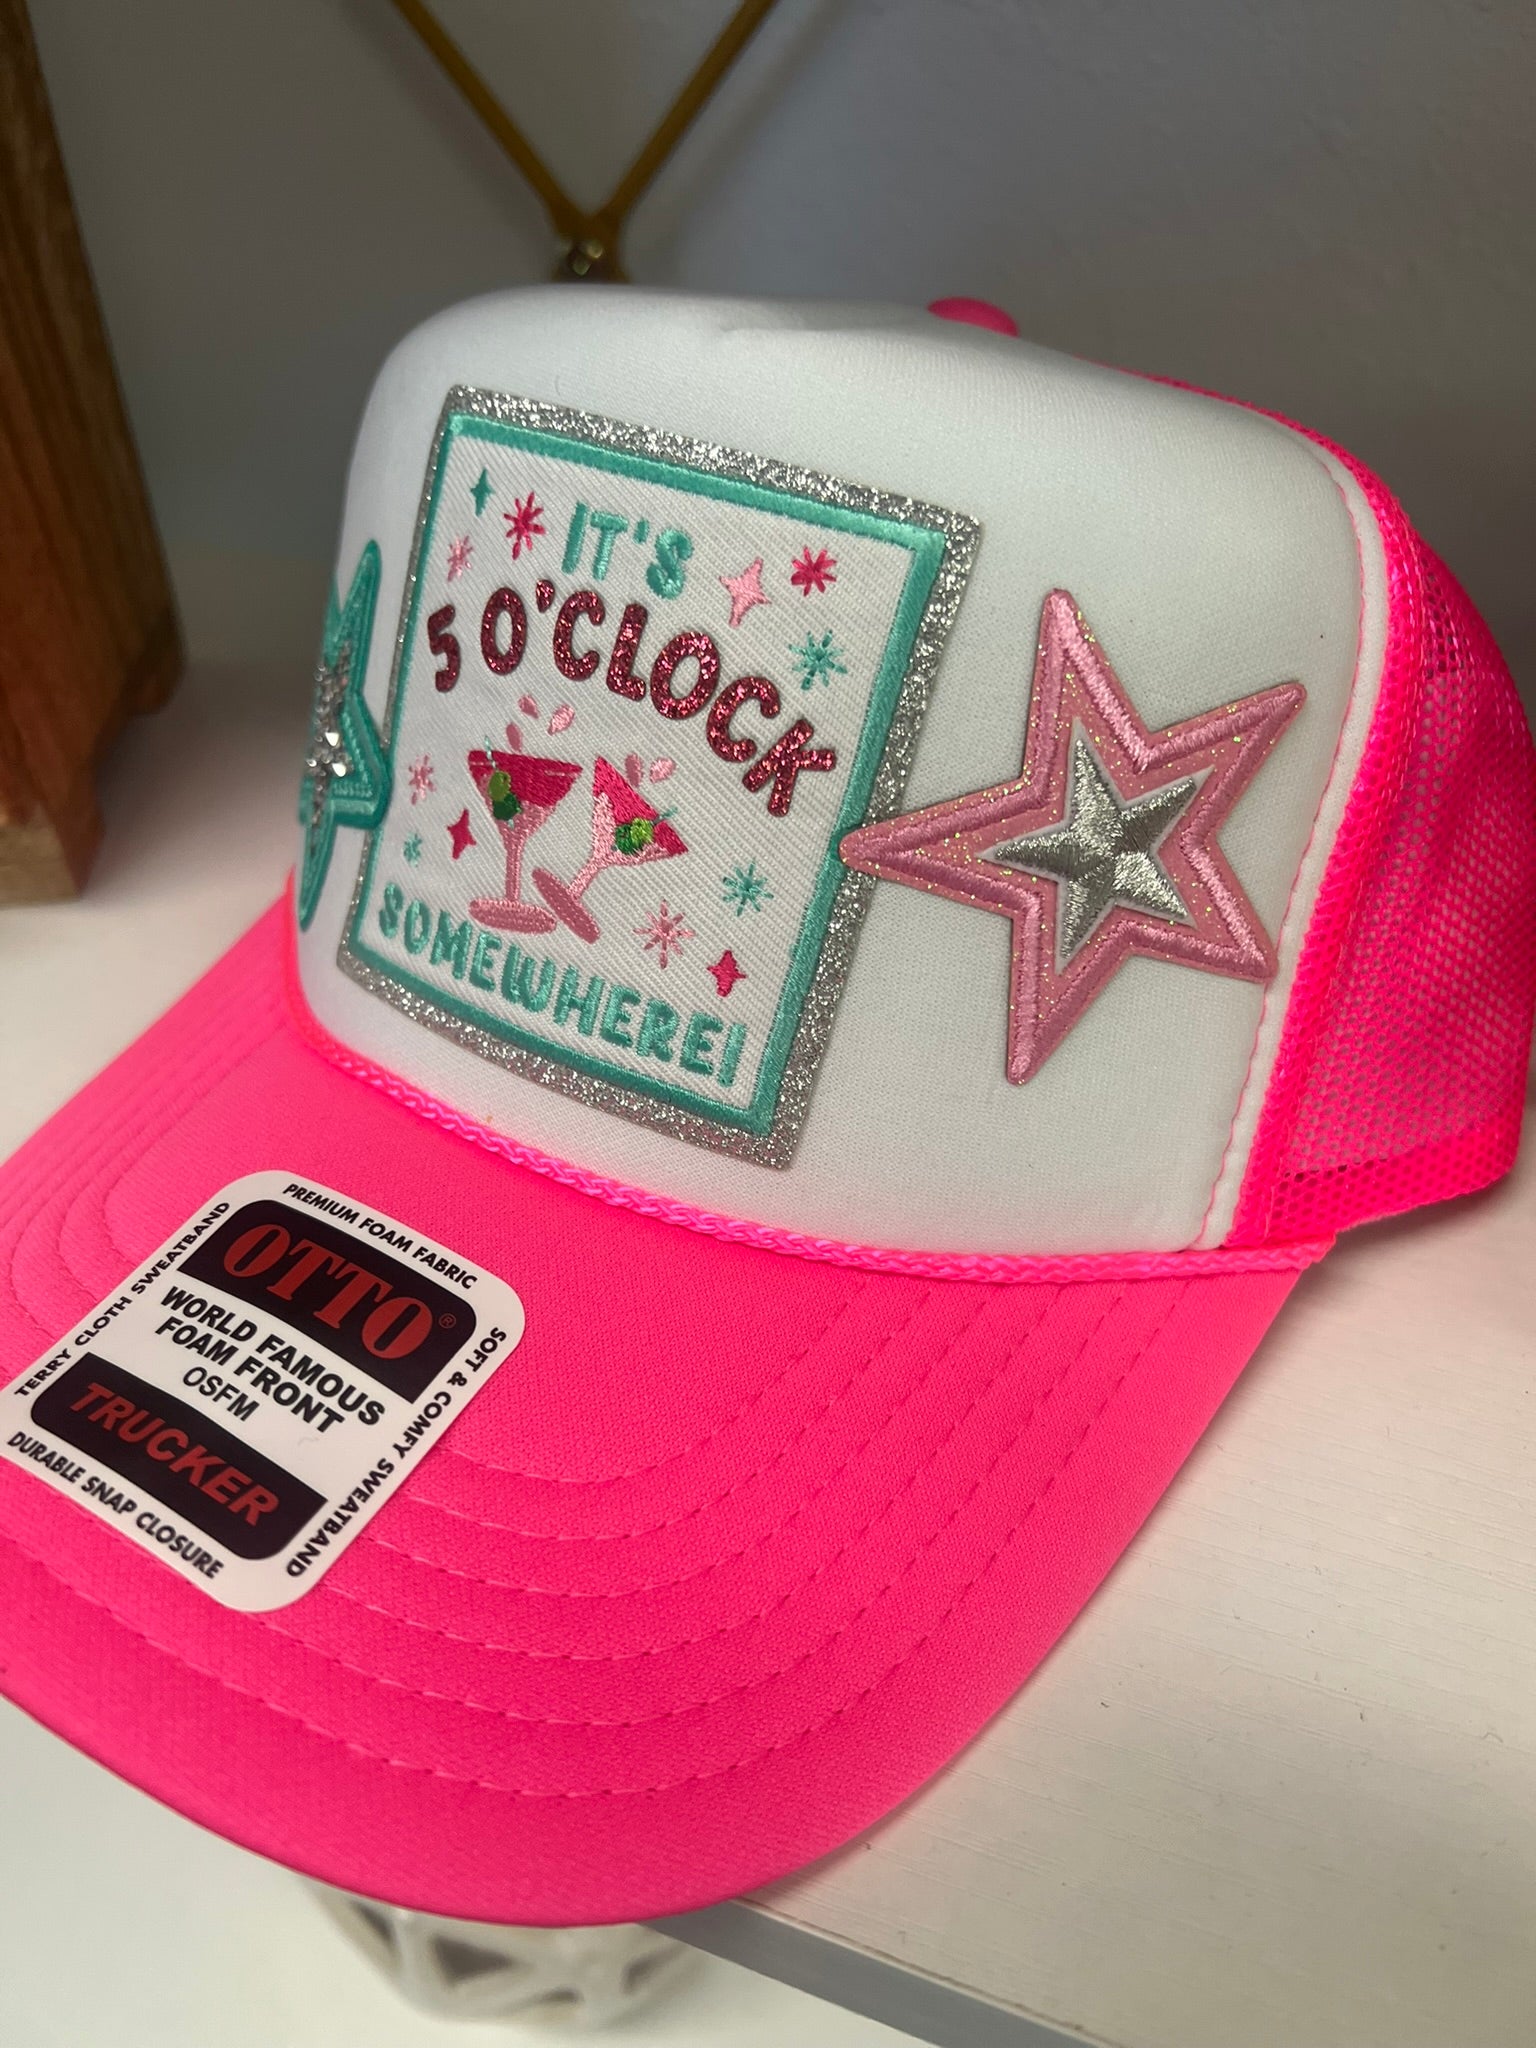 IT'S
5 O'CLOCK
SOMEWHERE!
PREMIUM FOAM FABRIC
OTTO®
WORLD FAMOUS
FOAM FRONT
OSFM
TRUCKER
TERRY CLOTH SWEATBAND
SOFT & COMFY SWEATBAND
DURABLE SNAP CLOSURE